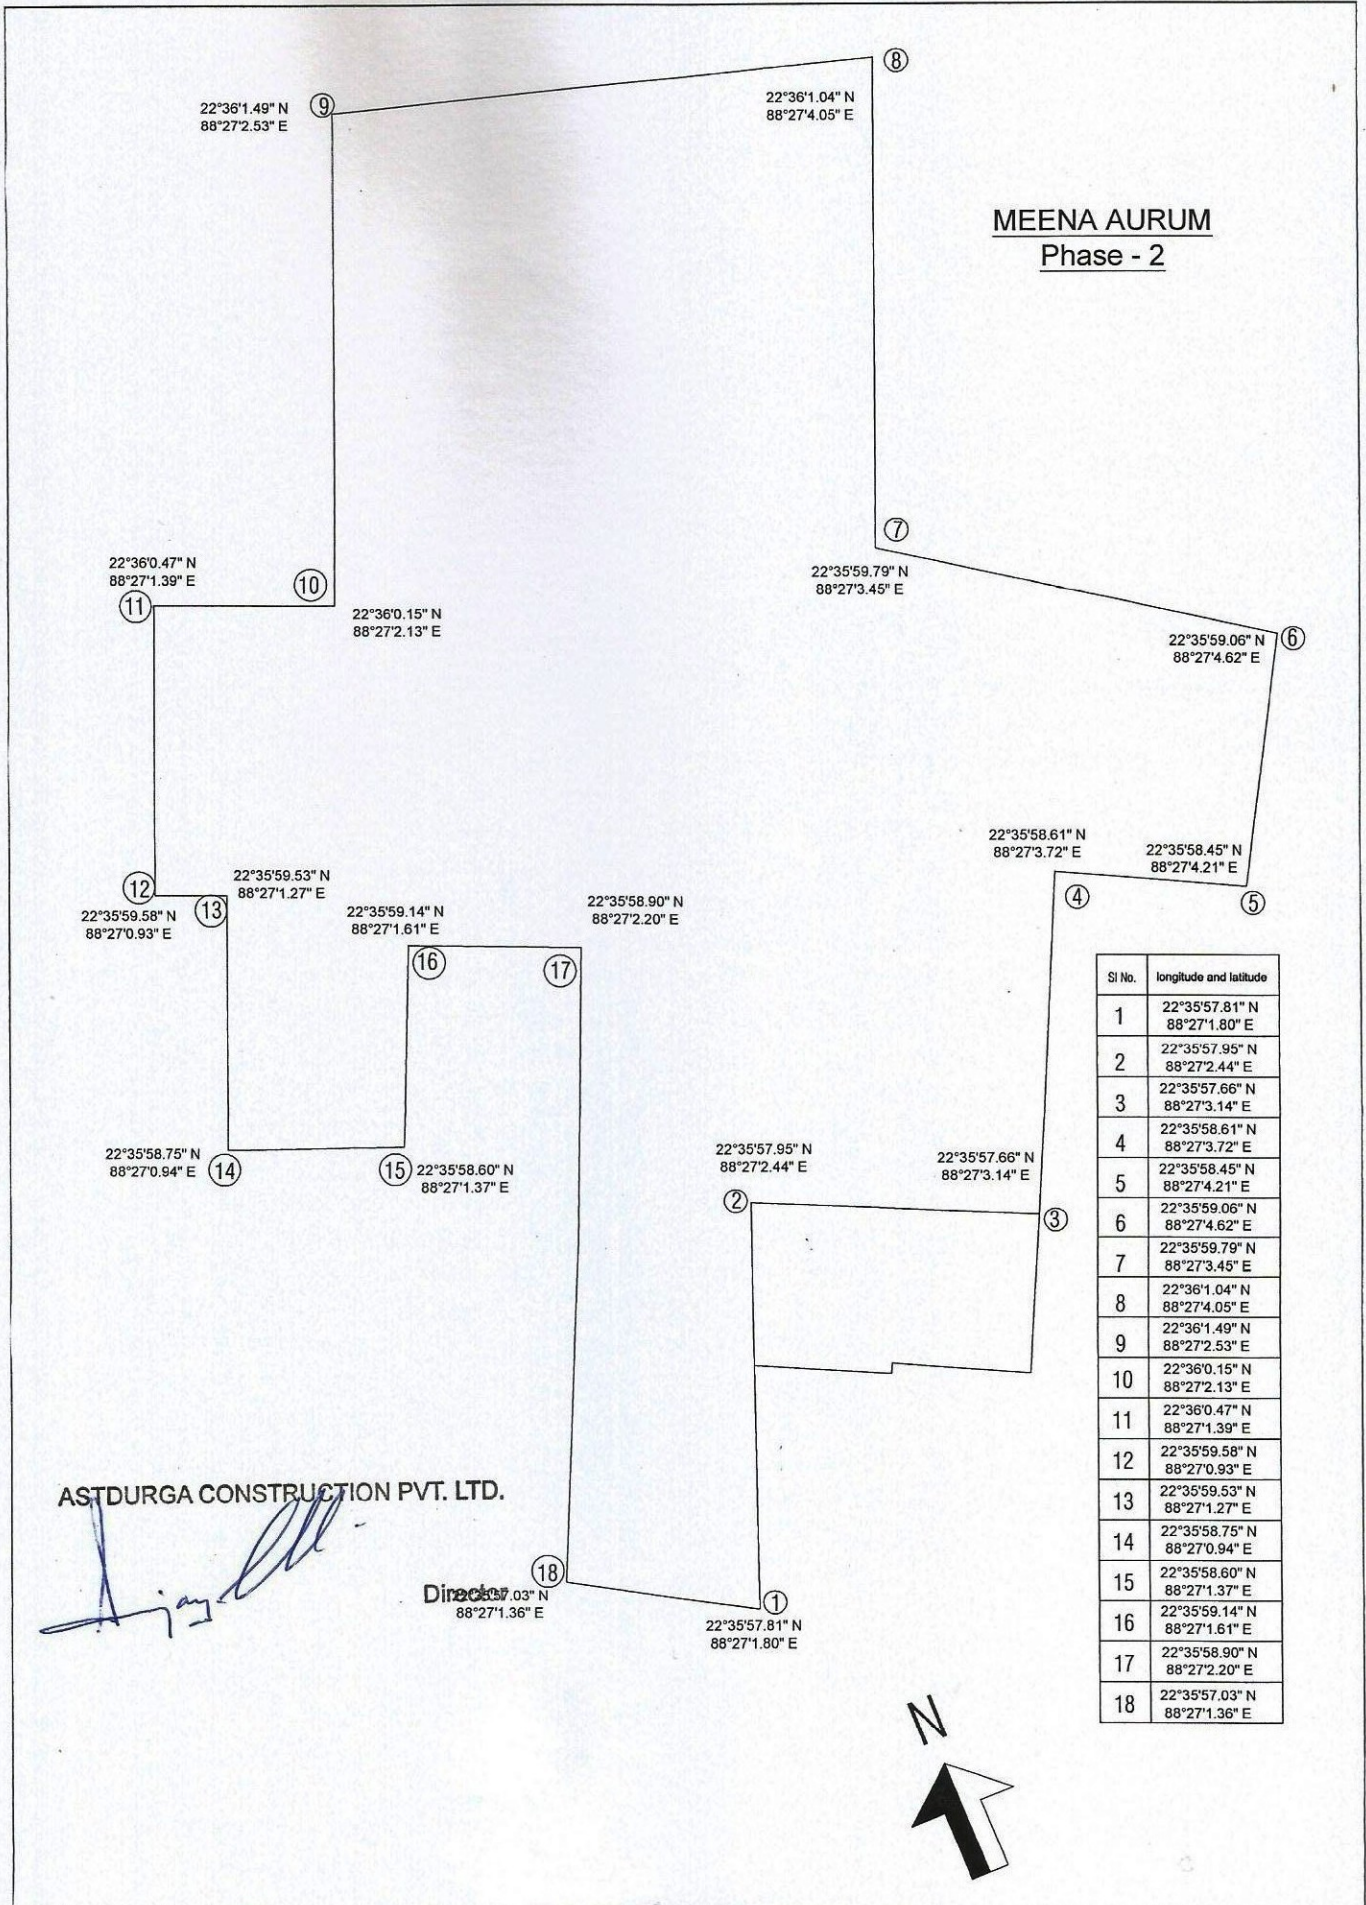 8
9
22°36'1.49" N
88°27'2.53" E
22°36'1.04" N
88°27'4.05" E
MEENA AURUM
Phase - 2
7
22°35'59.79" N
88°27'3.45" E
22°36'0.47" N
88°27'1.39" E
10
11
22°36'0.15" N
88°27'2.13" E
22°35'59.06" N
88°27'4.62" E
6
22°35'58.61" N
88°27'3.72" E
22°35'58.45" N
88°27'4.21" E
4
5
12
22°35'59.53" N
88°27'1.27" E
13
22°35'59.58" N
88°27'0.93" E
22°35'59.14" N
88°27'1.61" E
22°35'58.90" N
88°27'2.20" E
16
17
22°35'58.75" N
88°27'0.94" E
14
15
22°35'58.60" N
88°27'1.37" E
22°35'57.95" N
88°27'2.44" E
22°35'57.66" N
88°27'3.14" E
2
3
Sl No. longitude and latitude
1 22°35'57.81" N
88°27'1.80" E
2 22°35'57.95" N
88°27'2.44" E
3 22°35'57.66" N
88°27'3.14" E
4 22°35'58.61" N
88°27'3.72" E
5 22°35'58.45" N
88°27'4.21" E
6 22°35'59.06" N
88°27'4.62" E
7 22°35'59.79" N
88°27'3.45" E
8 22°36'1.04" N
88°27'4.05" E
9 22°36'1.49" N
88°27'2.53" E
10 22°36'0.15" N
88°27'2.13" E
11 22°36'0.47" N
88°27'1.39" E
12 22°35'59.58" N
88°27'0.93" E
13 22°35'59.53" N
88°27'1.27" E
14 22°35'58.75" N
88°27'0.94" E
15 22°35'58.60" N
88°27'1.37" E
16 22°35'59.14" N
88°27'1.61" E
17 22°35'58.90" N
88°27'2.20" E
18 22°35'57.03" N
88°27'1.36" E
ASTDURGA CONSTRUCTION PVT. LTD.
Director
18
22°35'57.03" N
88°27'1.36" E
1
22°35'57.81" N
88°27'1.80" E
N